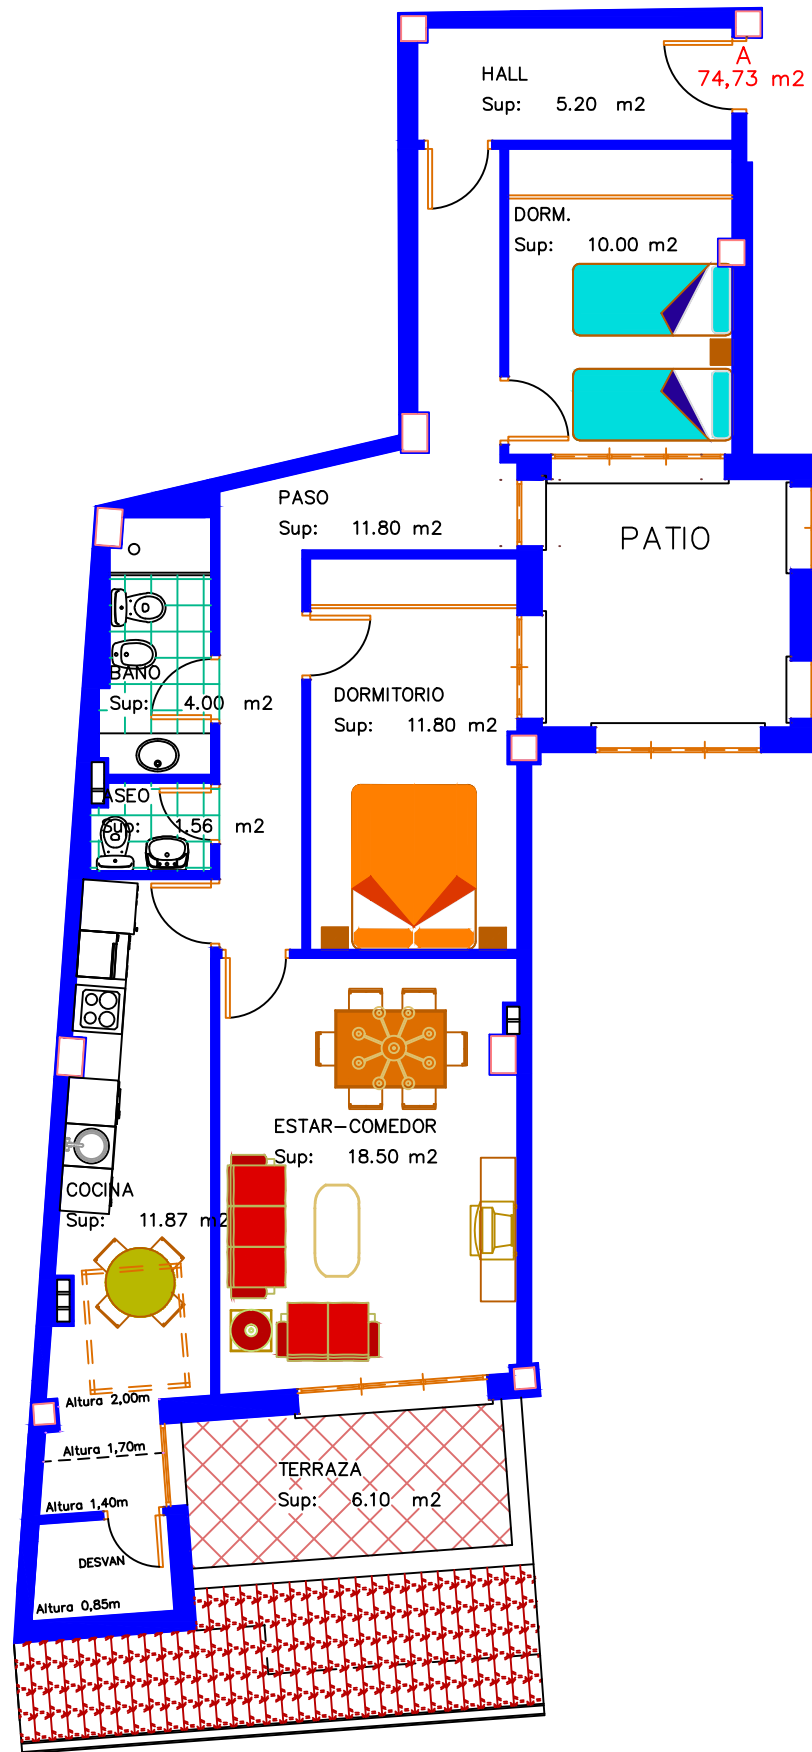 A
74,73 m2
HALL
Sup: 5.20 m2
DORM.
Sup: 10.00 m2
PASO
Sup: 11.80 m2
PATIO
BAÑO
Sup: 4.00 m2
DORMITORIO
Sup: 11.80 m2
ASEO
Sup: 1.56 m2
ESTAR-COMEDOR
Sup: 18.50 m2
COCINA
Sup: 11.87 m2
Altura 2,00m
Altura 1,70m
TERRAZA
Sup: 6.10 m2
Altura 1,40m
DESVAN
Altura 0,85m